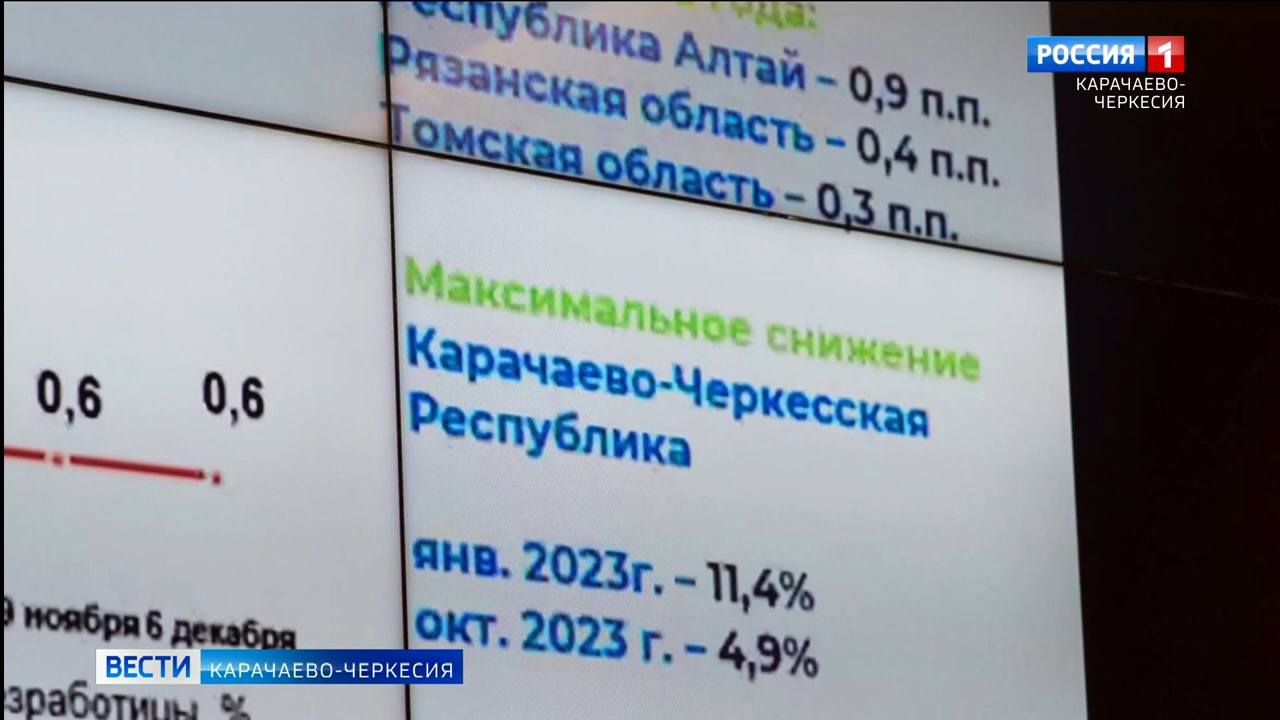 года:
Республика Алтай – 0,9 п.п.
Рязанская область – 0,4 п.п.
Томская область – 0,3 п.п.
Максимальное снижение
Карачаево-Черкесская
Республика
янв. 2023г. – 11,4%
окт. 2023 г. – 4,9%
0,6 0,6
ноября 6 декабря
%
РОССИЯ 1
КАРАЧАЕВО-
ЧЕРКЕСИЯ
ВЕСТИ КАРАЧАЕВО-ЧЕРКЕСИЯ